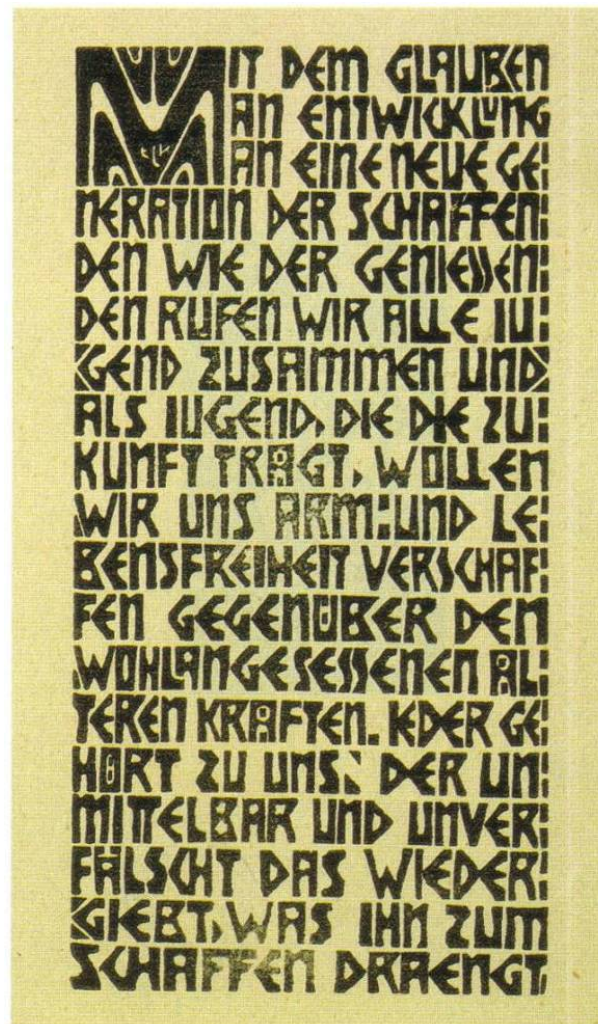 MIT DEM GLAUBEN
AN ENTWICKLUNG
AN EINE NEUE GE:
NERATION DER SCHAFFEN:
DEN WIE DER GENIESSEN:
DEN RUFEN WIR ALLE IU:
GEND ZUSAMMEN UND
ALS IUGEND, DIE DIE ZU:
KUNFT TRÄGT, WOLLEN
WIR UNS ARM:UND LE:
BENSFREIHEIT VERSCHAF:
FEN GEGENÜBER DEN
WOHLANGESESSENEN ÄL:
TEREN KRÄFTEN. IEDER GE:
HÖRT ZU UNS, DER UN:
MITTELBAR UND UNVER:
FÄLSCHT DAS WIEDER:
GIEBT, WAS IHN ZUM
SCHAFFEN DRAENGT,